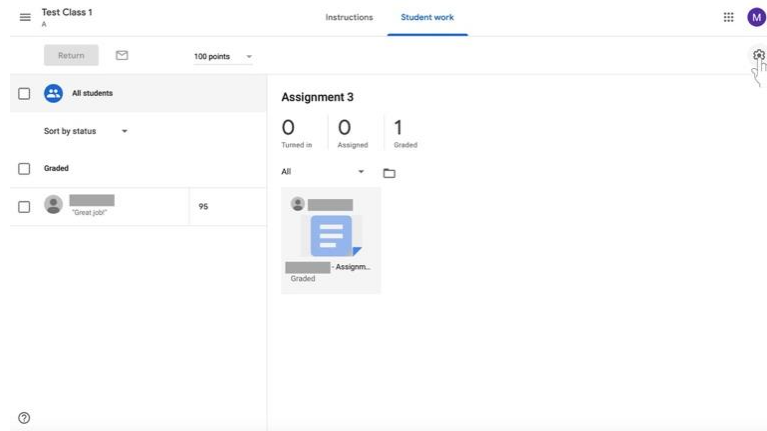 Test Class 1
A
Instructions
Student work
M
Return
100 points
All students
Sort by status
Graded
"Great job!"
95
Assignment 3
0
Turned in
0
Assigned
1
Graded
All
- Assignm...
Graded